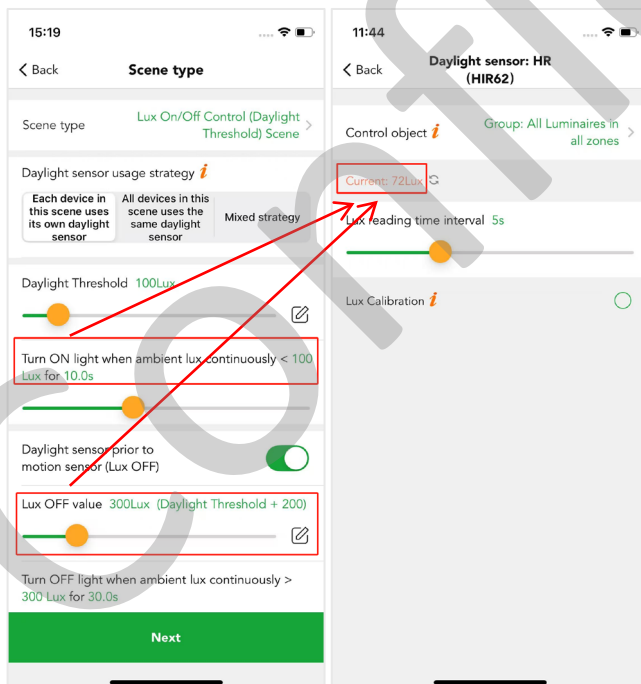 15:19
Back
Scene type
Scene type
Lux On/Off Control (Daylight
Threshold) Scene
Daylight sensor usage strategy i
Each device in
this scene uses
its own daylight
sensor
All devices in this
scene uses the
same daylight
sensor
Mixed strategy
Daylight Threshold 100Lux
Turn ON light when ambient lux continuously < 100
Lux for 10.0s
Daylight sensor prior to
motion sensor (Lux OFF)
Lux OFF value 300Lux (Daylight Threshold + 200)
Turn OFF light when ambient lux continuously >
300 Lux for 30.0s
Next
11:44
Back
Daylight sensor: HR
(HIR62)
Control object i
Group: All Luminaires in
all zones
Current: 72Lux
Lux reading time interval 5s
Lux Calibration i